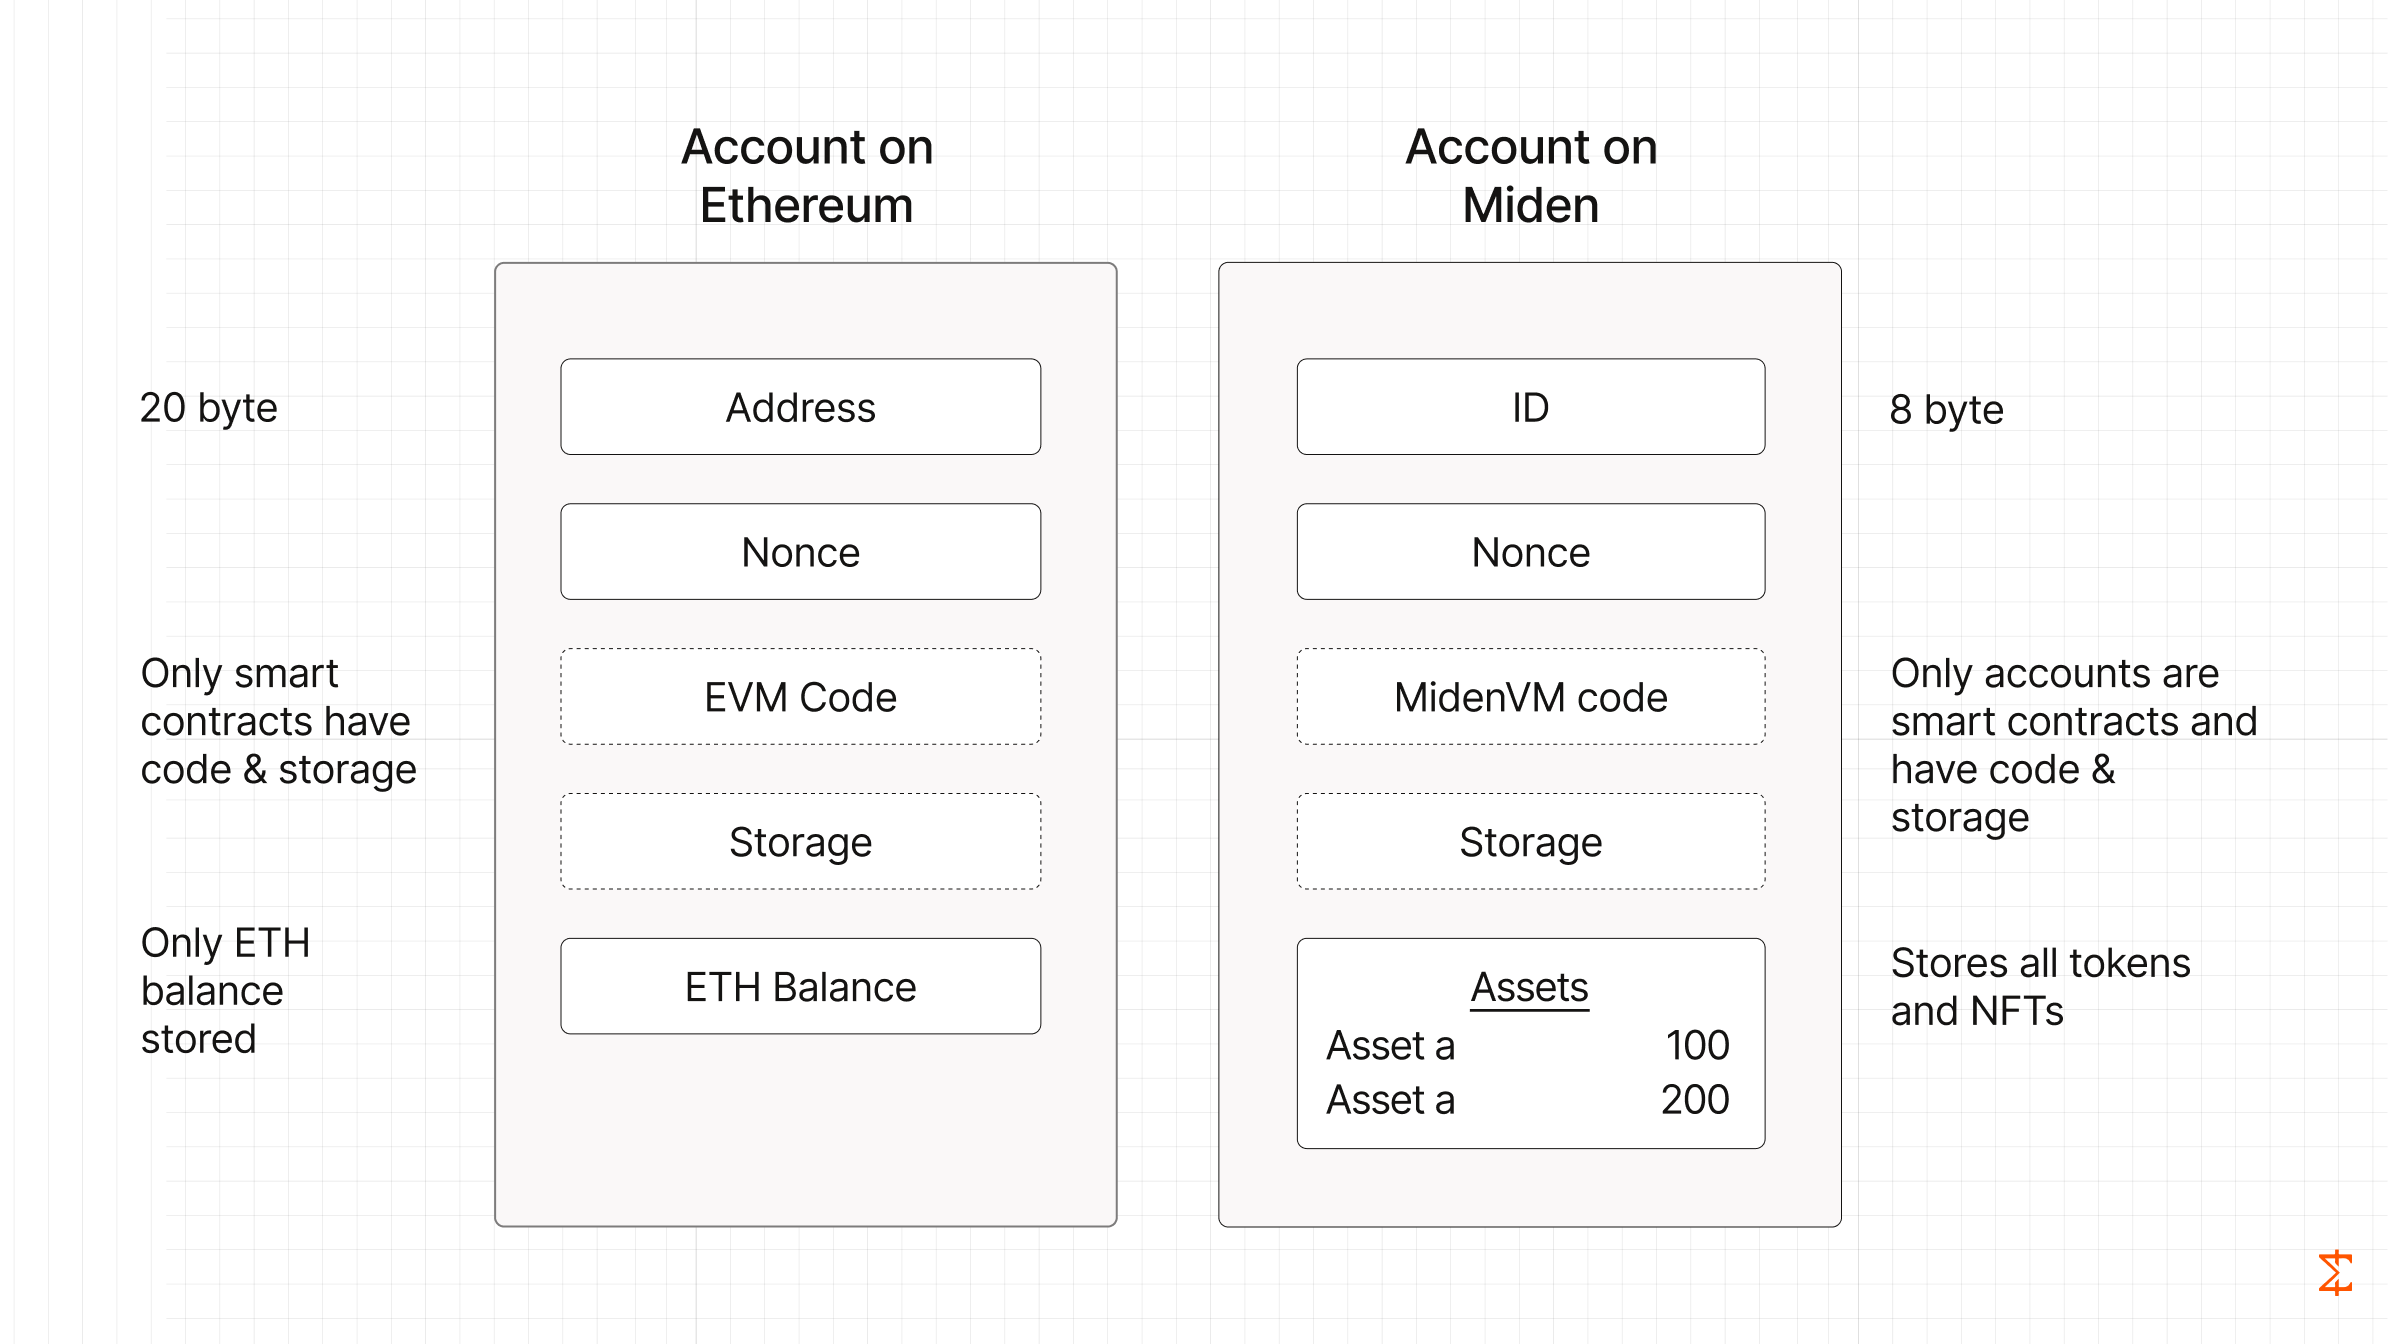 Account on
Ethereum
20 byte
Address
Nonce
Only smart
contracts have
code & storage
EVM Code
Storage
Only ETH
balance
stored
ETH Balance
Account on
Miden
ID
8 byte
Nonce
MidenVM code
Only accounts are
smart contracts and
have code &
storage
Storage
Assets
Asset a 100
Asset a 200
Stores all tokens
and NFTs